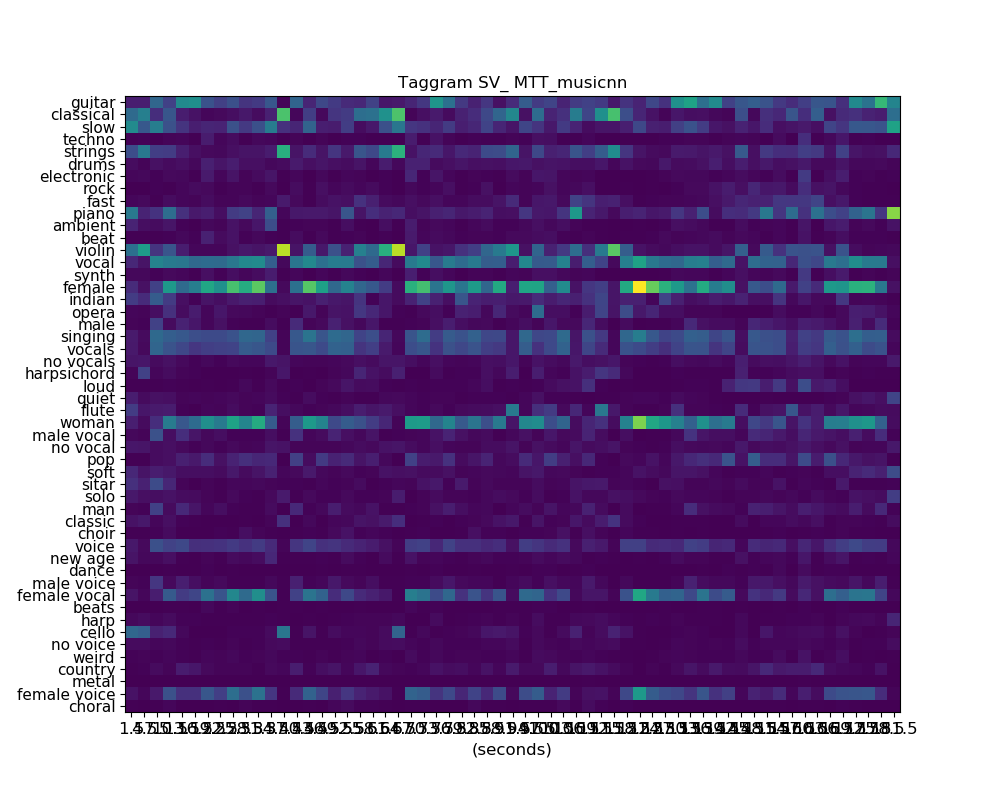 Taggram SV_ MTT_musicnn
guitar
classical
slow
techno
strings
drums
electronic
rock
fast
piano
ambient
beat
violin
vocal
synth
female
indian
opera
male
singing
vocals
no vocals
harpsichord
loud
quiet
flute
woman
male vocal
no vocal
pop
soft
sitar
solo
man
classic
choir
voice
new age
dance
male voice
female vocal
beats
harp
cello
no voice
weird
country
metal
female voice
choral
(seconds)